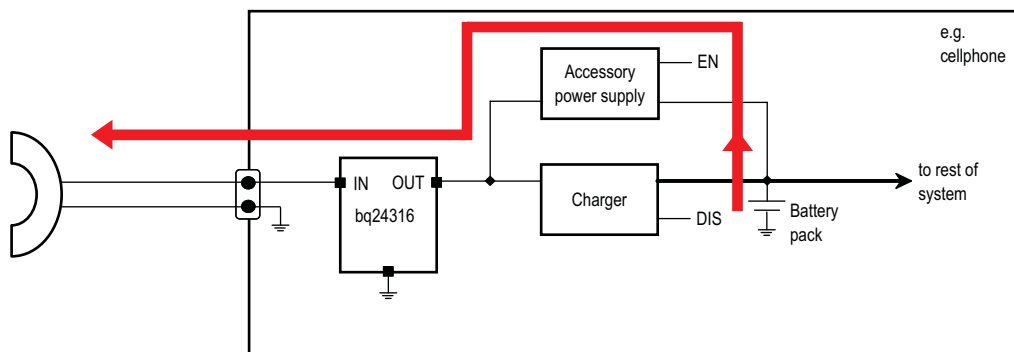 e.g.
cellphone
Accessory
power supply
EN
IN
OUT
bq24316
Charger
DIS
to rest of
system
Battery
pack